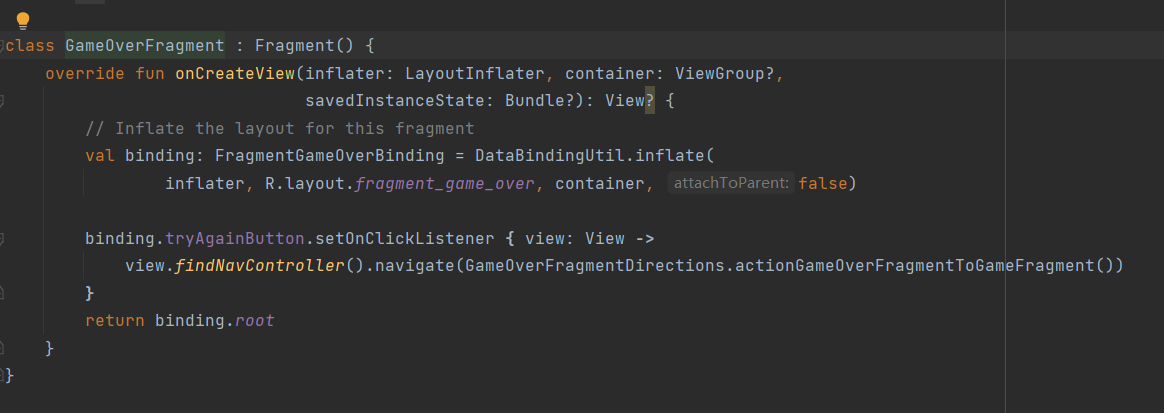 class GameOverFragment : Fragment() {
override fun onCreateView(inflater: LayoutInflater, container: ViewGroup?,
savedInstanceState: Bundle?): View? {
// Inflate the layout for this fragment
val binding: FragmentGameOverBinding = DataBindingUtil.inflate(
inflater, R.layout.fragment_game_over, container, attachToParent: false)
binding.tryAgainButton.setOnClickListener { view: View ->
view.findNavController().navigate(GameOverFragmentDirections.actionGameOverFragmentToGameFragment())
}
return binding.root
}
}